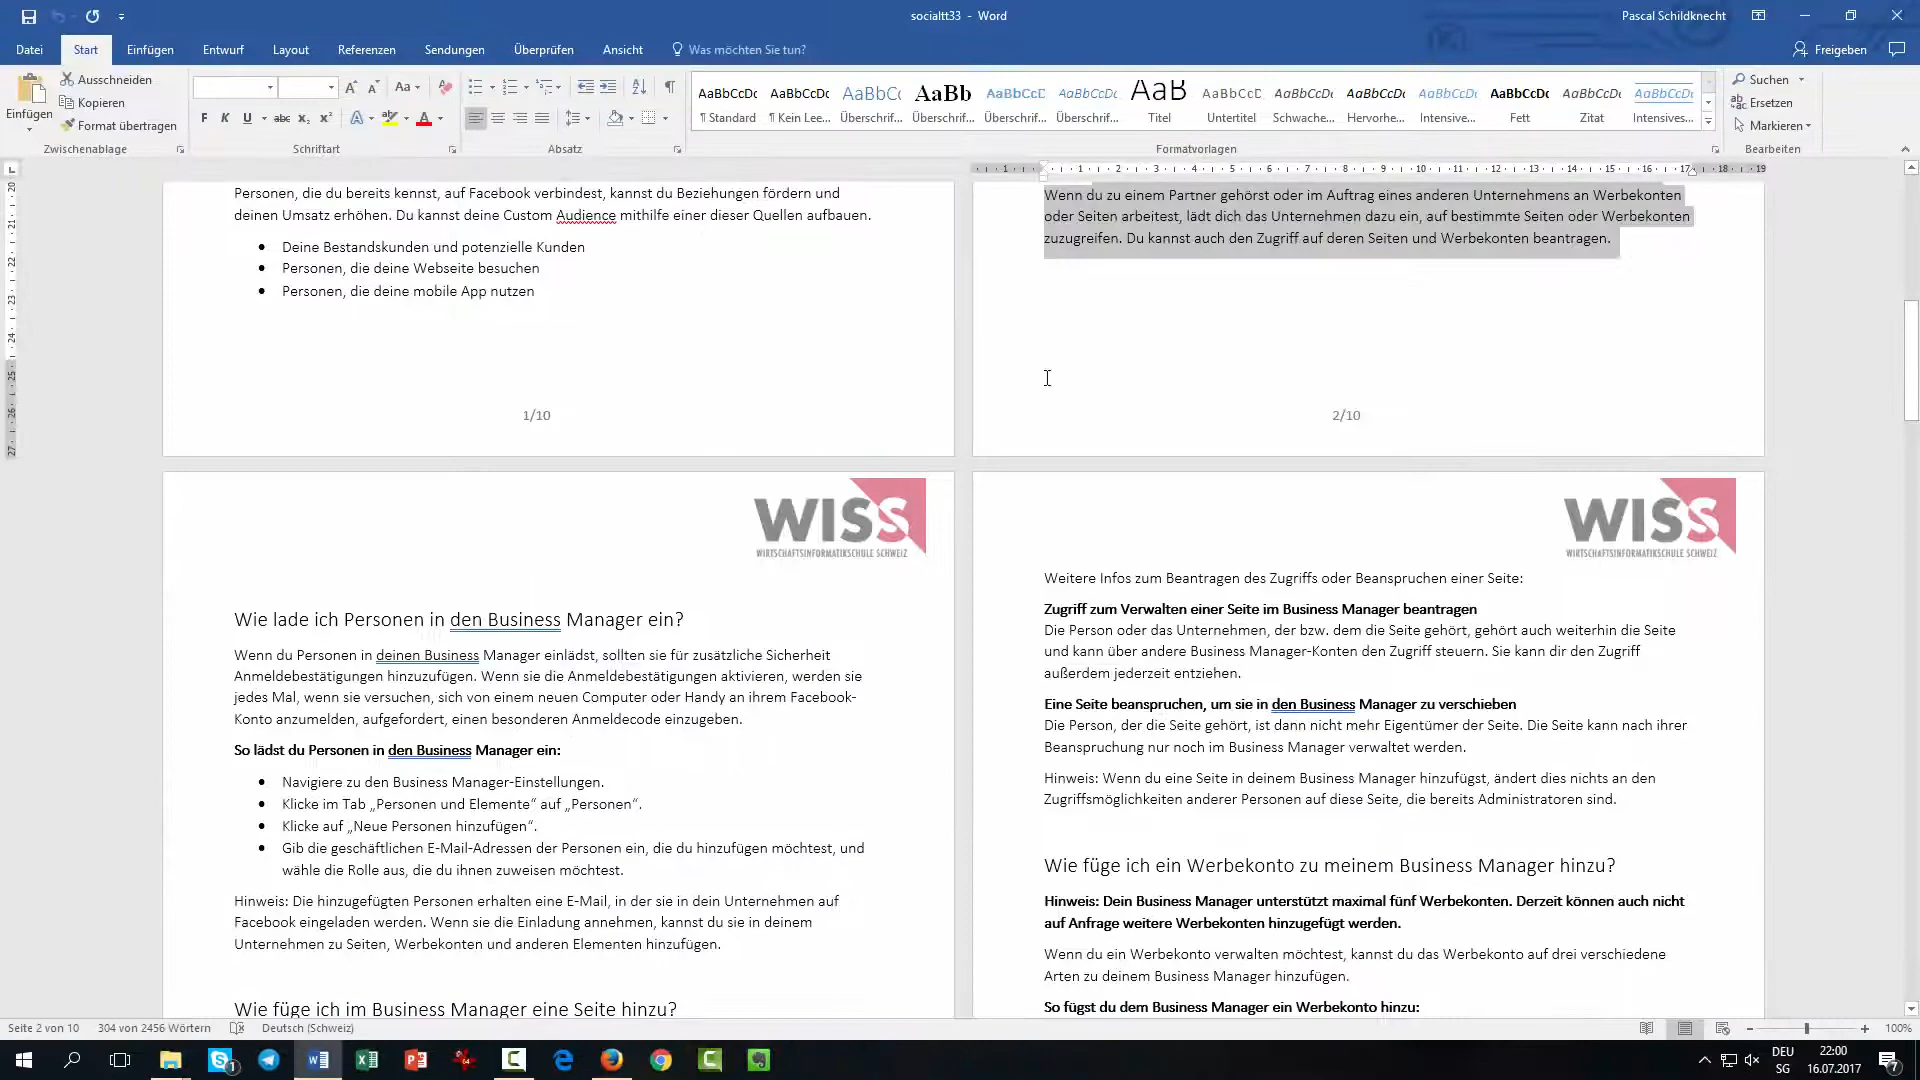 socialtt33 - Word
Pascal Schildknecht
Datei Start Einfügen Entwurf Layout Referenzen Sendungen Überprüfen Ansicht Was möchten Sie tun? Freigeben
Einfügen
Ausschneiden
Kopieren
Format übertragen
Zwischenablage
F K U abc x₂ x²
Schriftart
Absatz
AaBbCcDc AaBbCcDc AaBbCc AaBb AaBbCcD AaBbCcDc AaB AaBbCcD AaBbCcDc AaBbCcDc AaBbCcDc AaBbCcDc AaBbCcDc AaBbCcDc
¶ Standard ¶ Kein Lee... Überschrif... Überschrif... Überschrif... Überschrif... Titel Untertitel Schwache... Hervorhe... Intensive... Fett Zitat Intensives...
Formatvorlagen
Suchen
Ersetzen
Markieren
Bearbeiten
Personen, die du bereits kennst, auf Facebook verbindest, kannst du Beziehungen fördern und
deinen Umsatz erhöhen. Du kannst deine Custom Audience mithilfe einer dieser Quellen aufbauen.
• Deine Bestandskunden und potenzielle Kunden
• Personen, die deine Webseite besuchen
• Personen, die deine mobile App nutzen
1/10
Wenn du zu einem Partner gehörst oder im Auftrag eines anderen Unternehmens an Werbekonten
oder Seiten arbeitest, lädt dich das Unternehmen dazu ein, auf bestimmte Seiten oder Werbekonten
zuzugreifen. Du kannst auch den Zugriff auf deren Seiten und Werbekonten beantragen.
2/10
WISS
WIRTSCHAFTSINFORMATIKSCHULE SCHWEIZ
Wie lade ich Personen in den Business Manager ein?
Wenn du Personen in deinen Business Manager einlädst, sollten sie für zusätzliche Sicherheit
Anmeldebestätigungen hinzuzufügen. Wenn sie die Anmeldebestätigungen aktivieren, werden sie
jedes Mal, wenn sie versuchen, sich von einem neuen Computer oder Handy an ihrem Facebook-
Konto anzumelden, aufgefordert, einen besonderen Anmeldecode einzugeben.
So lädst du Personen in den Business Manager ein:
• Navigiere zu den Business Manager-Einstellungen.
• Klicke im Tab „Personen und Elemente“ auf „Personen“.
• Klicke auf „Neue Personen hinzufügen“.
• Gib die geschäftlichen E-Mail-Adressen der Personen ein, die du hinzufügen möchtest, und
wähle die Rolle aus, die du ihnen zuweisen möchtest.
Hinweis: Die hinzugefügten Personen erhalten eine E-Mail, in der sie in dein Unternehmen auf
Facebook eingeladen werden. Wenn sie die Einladung annehmen, kannst du sie in deinem
Unternehmen zu Seiten, Werbekonten und anderen Elementen hinzufügen.
Wie füge ich im Business Manager eine Seite hinzu?
WISS
WIRTSCHAFTSINFORMATIKSCHULE SCHWEIZ
Weitere Infos zum Beantragen des Zugriffs oder Beanspruchen einer Seite:
Zugriff zum Verwalten einer Seite im Business Manager beantragen
Die Person oder das Unternehmen, der bzw. dem die Seite gehört, gehört auch weiterhin die Seite
und kann über andere Business Manager-Konten den Zugriff steuern. Sie kann dir den Zugriff
außerdem jederzeit entziehen.
Eine Seite beanspruchen, um sie in den Business Manager zu verschieben
Die Person, der die Seite gehört, ist dann nicht mehr Eigentümer der Seite. Die Seite kann nach ihrer
Beanspruchung nur noch im Business Manager verwaltet werden.
Hinweis: Wenn du eine Seite in deinem Business Manager hinzufügst, ändert dies nichts an den
Zugriffsmöglichkeiten anderer Personen auf diese Seite, die bereits Administratoren sind.
Wie füge ich ein Werbekonto zu meinem Business Manager hinzu?
Hinweis: Dein Business Manager unterstützt maximal fünf Werbekonten. Derzeit können auch nicht
auf Anfrage weitere Werbekonten hinzugefügt werden.
Wenn du ein Werbekonto verwalten möchtest, kannst du das Werbekonto auf drei verschiedene
Arten zu deinem Business Manager hinzufügen.
So fügst du dem Business Manager ein Werbekonto hinzu:
Seite 2 von 10 304 von 2456 Wörtern Deutsch (Schweiz) 100%
DEU
SG
22:00
16.07.2017